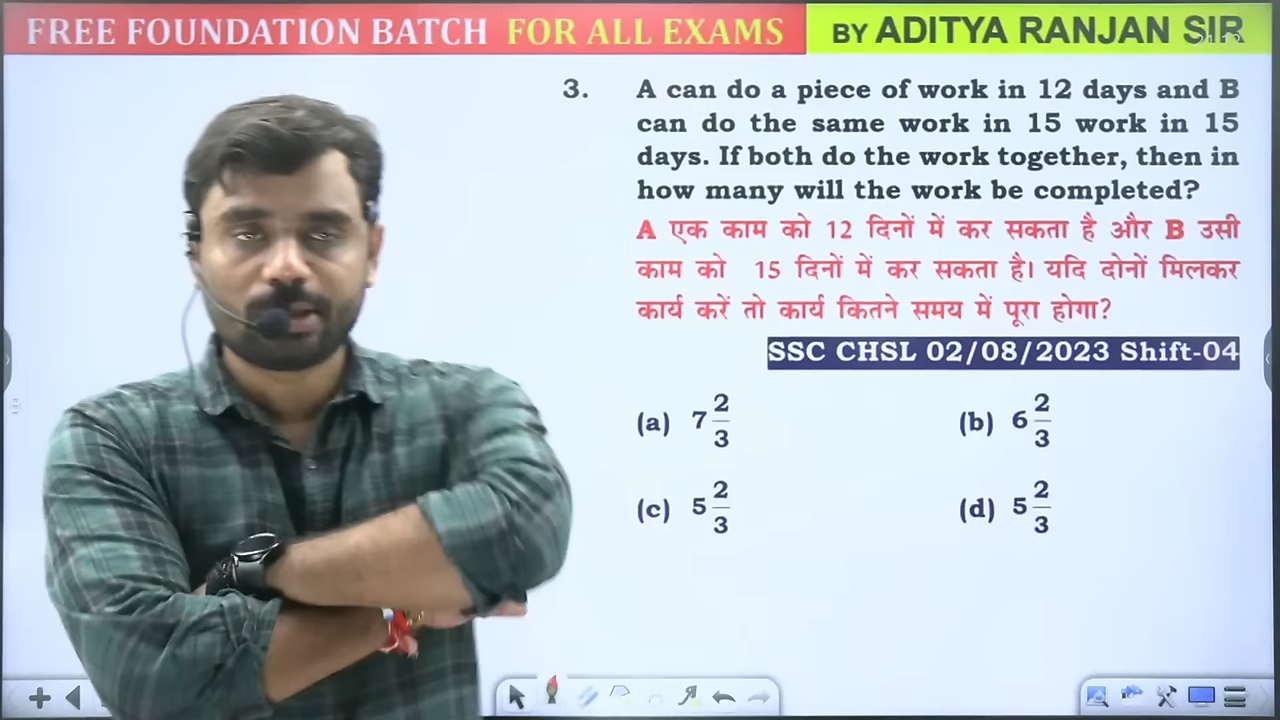 FREE FOUNDATION BATCH FOR ALL EXAMS BY ADITYA RANJAN SIR
3. A can do a piece of work in 12 days and B
can do the same work in 15 work in 15
days. If both do the work together, then in
how many will the work be completed?
A एक काम को 12 दिनों में कर सकता है और B उसी
काम को 15 दिनों में कर सकता है। यदि दोनों मिलकर
कार्य करें तो कार्य कितने समय में पूरा होगा?
SSC CHSL 02/08/2023 Shift-04
(a) 7 2/3 (b) 6 2/3
(c) 5 2/3 (d) 5 2/3